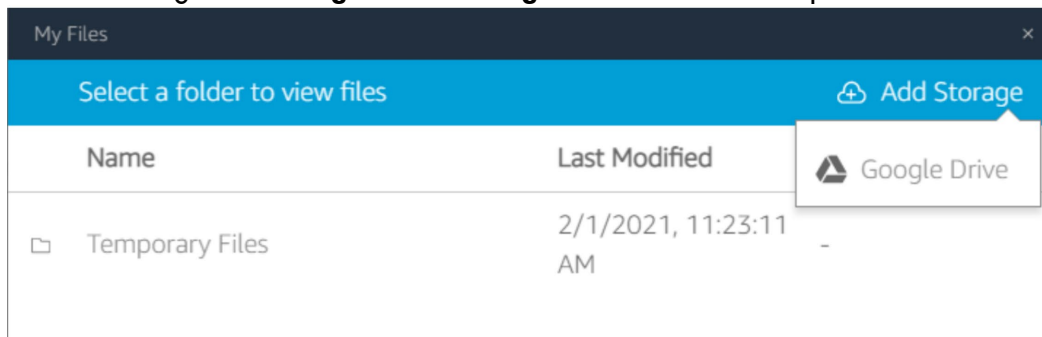 My Files ×
Select a folder to view files Add Storage
Name Last Modified Google Drive
Temporary Files 2/1/2021, 11:23:11 AM -